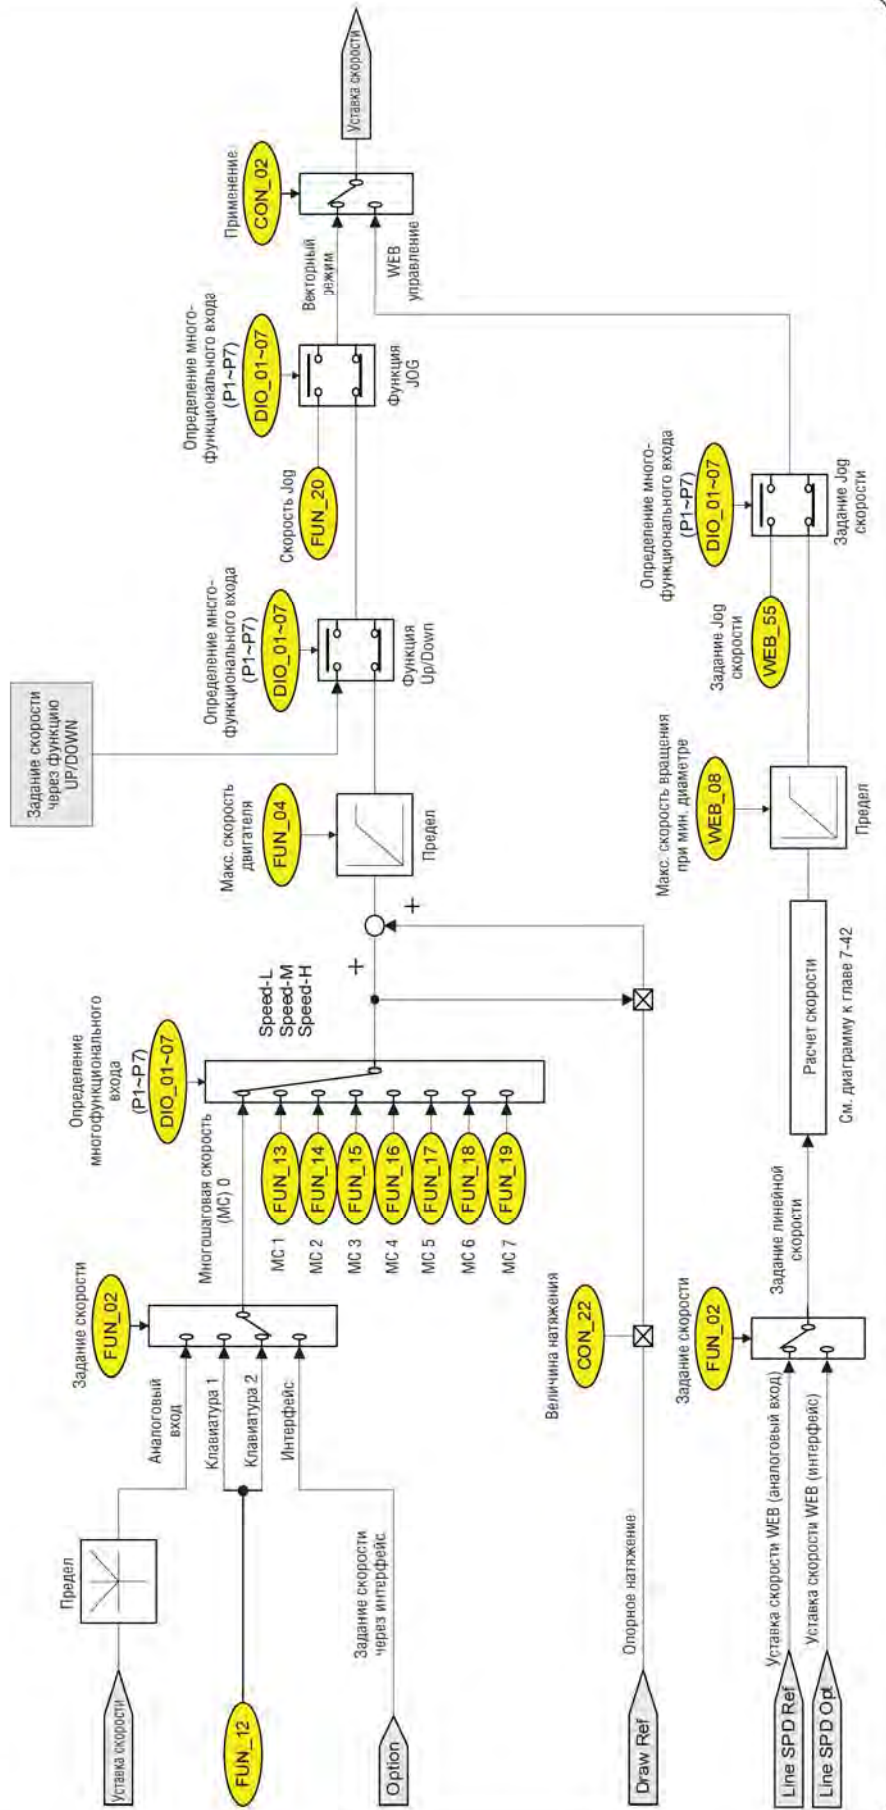 Уставка скорости
Предел
Аналоговый
вход
Задание скорости
FUN_02
Клавиатура 1
Клавиатура 2
Интерфейс
FUN_12
Option
Задание скорости
через интерфейс
Многошаговая скорость
(МС) 0
Определение
многофункционального
входа
(P1~P7)
DIO_01~07
МС 1
FUN_13
МС 2
FUN_14
МС 3
FUN_15
МС 4
FUN_16
МС 5
FUN_17
МС 6
FUN_18
МС 7
FUN_19
Speed-L
Speed-M
Speed-H
+
+
Макс. скорость
двигателя
FUN_04
Предел
Задание скорости
через функцию
UP/DOWN
Определение мнсго-
функционального входа
(P1~P7)
DIO_01~07
Функция
Up/Down
Скорость Jog
FUN_20
Определение много-
функционального входа
(P1~P7)
DIO_01~07
Функция
JOG
Векторный
режим
WEB
управление
Применение
CON_02
Уставка скорости
Draw Ref
Опорное натяжение
Величина натяжения
CON_22
Line SPD Ref
Line SPD Opt
Уставка скорости WEB (аналоговый вход)
Уставка скорости WEB (интерфейс)
Задание скорости
FUN_02
Задание линейной
скорости
Расчет скорости
См. диаграмму к главе 7-42
Макс. скорость вращения
при мин. диаметре
WEB_08
Предел
Задание Jog
скорости
WEB_55
Определение много-
функционального входа
(P1~P7)
DIO_01~07
Задание Jog
скорости